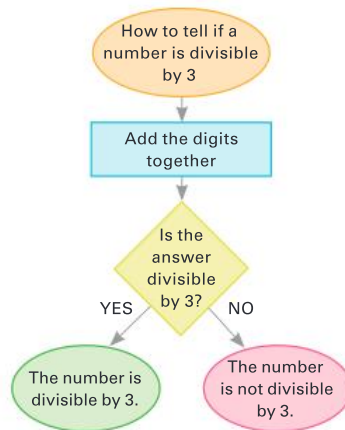 How to tell if a
number is divisible
by 3
Add the digits
together
Is the
answer
divisible
by 3?
YES
NO
The number is
divisible by 3.
The number
is not divisible
by 3.